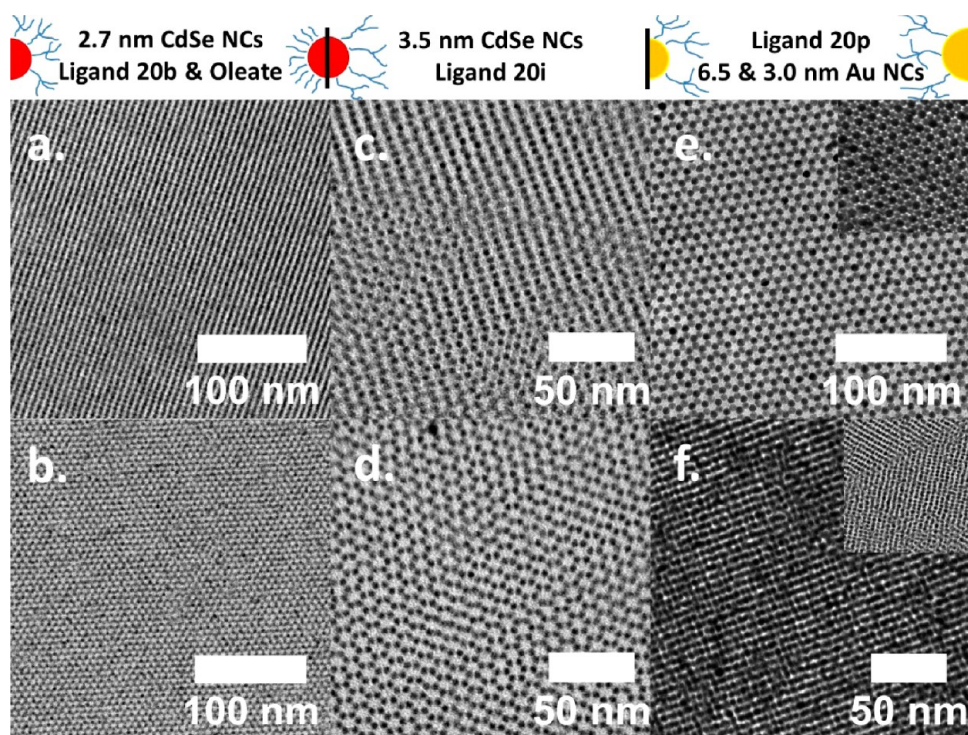 2.7 nm CdSe NCs
Ligand 20b & Oleate
3.5 nm CdSe NCs
Ligand 20i
Ligand 20p
6.5 & 3.0 nm Au NCs
a.
100 nm
c.
50 nm
e.
100 nm
b.
100 nm
d.
50 nm
f.
50 nm